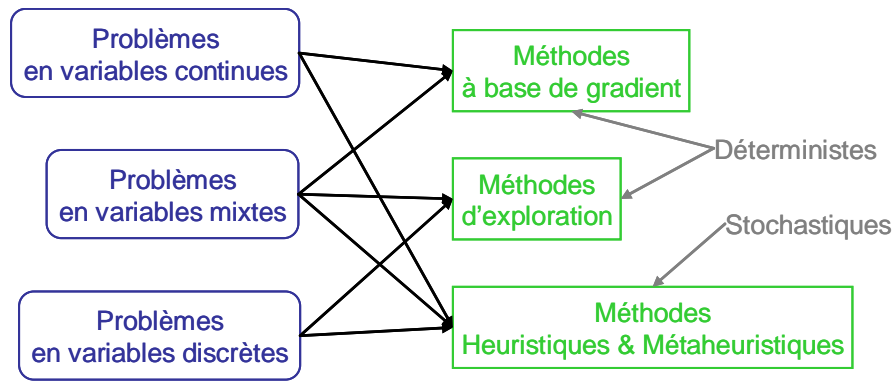 Problèmes
en variables continues
Méthodes
à base de gradient
Déterministes
Problèmes
en variables mixtes
Méthodes
d'exploration
Stochastiques
Problèmes
en variables discrètes
Méthodes
Heuristiques & Métaheuristiques